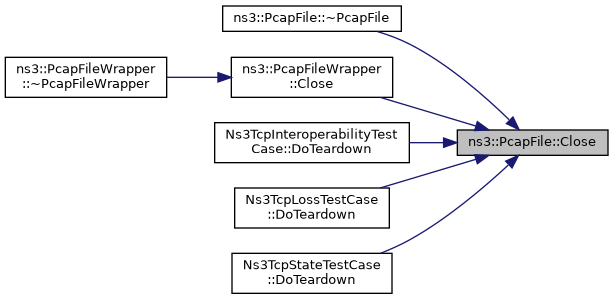 ns3::PcapFile::~PcapFile
ns3::PcapFileWrapper
::~PcapFileWrapper
ns3::PcapFileWrapper
::Close
Ns3TcpInteroperabilityTest
Case::DoTeardown
ns3::PcapFile::Close
Ns3TcpLossTestCase
::DoTeardown
Ns3TcpStateTestCase
::DoTeardown